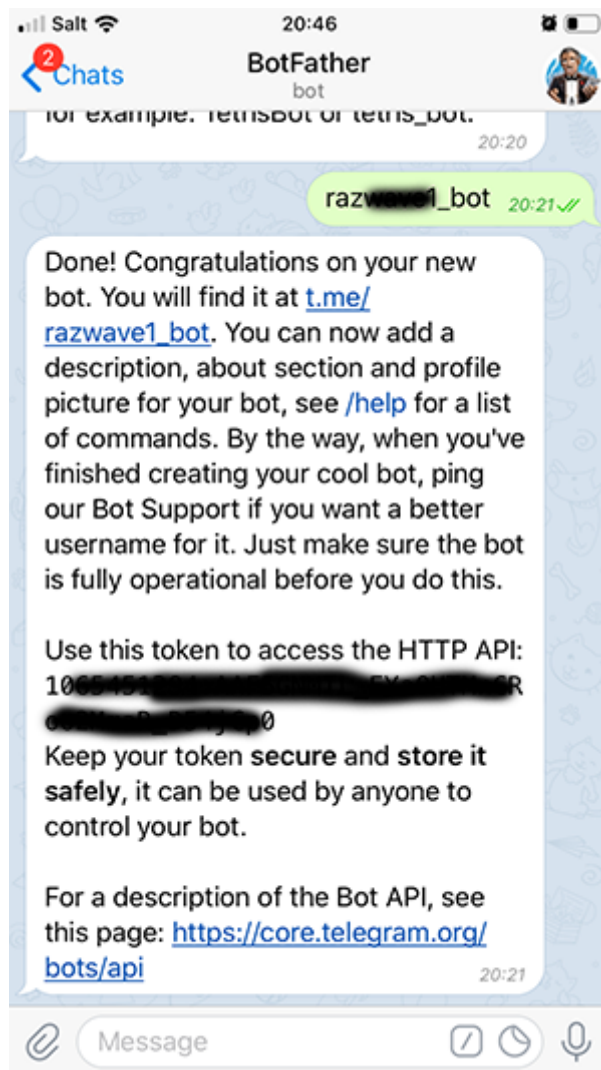 Salt 20:46
2
Chats
BotFather
bot
for example: TetrisBot or tetris_bot.
20:20
raz 1_bot 20:21
Done! Congratulations on your new
bot. You will find it at t.me/
razwave1_bot. You can now add a
description, about section and profile
picture for your bot, see /help for a list
of commands. By the way, when you've
finished creating your cool bot, ping
our Bot Support if you want a better
username for it. Just make sure the bot
is fully operational before you do this.
Use this token to access the HTTP API:
Keep your token secure and store it
safely, it can be used by anyone to
control your bot.
For a description of the Bot API, see
this page: https://core.telegram.org/
bots/api
20:21
Message